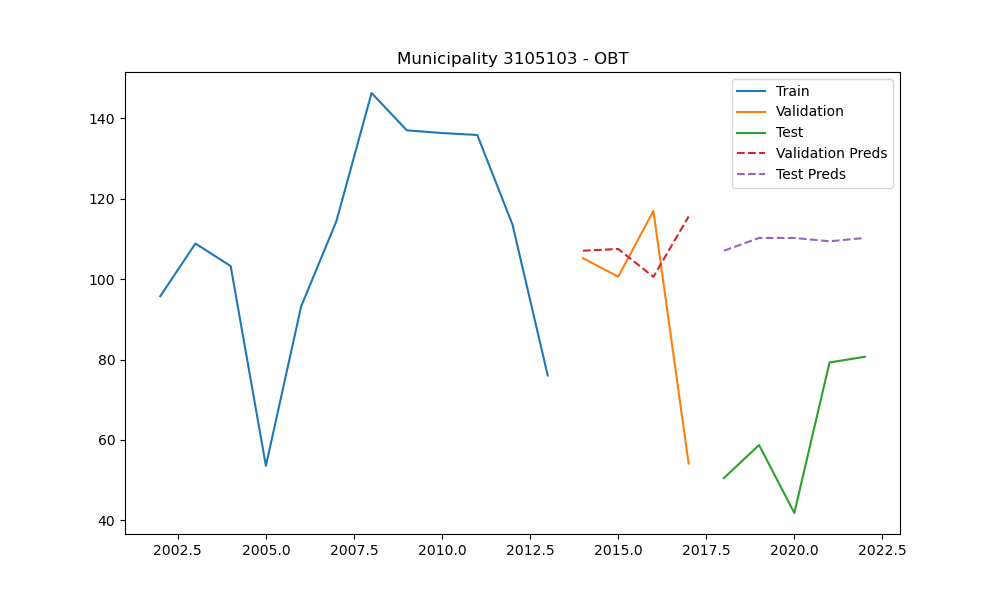 Municipality 3105103 - OBT
Train
Validation
Test
Validation Preds
Test Preds
140
120
100
80
60
40
2002.5 2005.0 2007.5 2010.0 2012.5 2015.0 2017.5 2020.0 2022.5